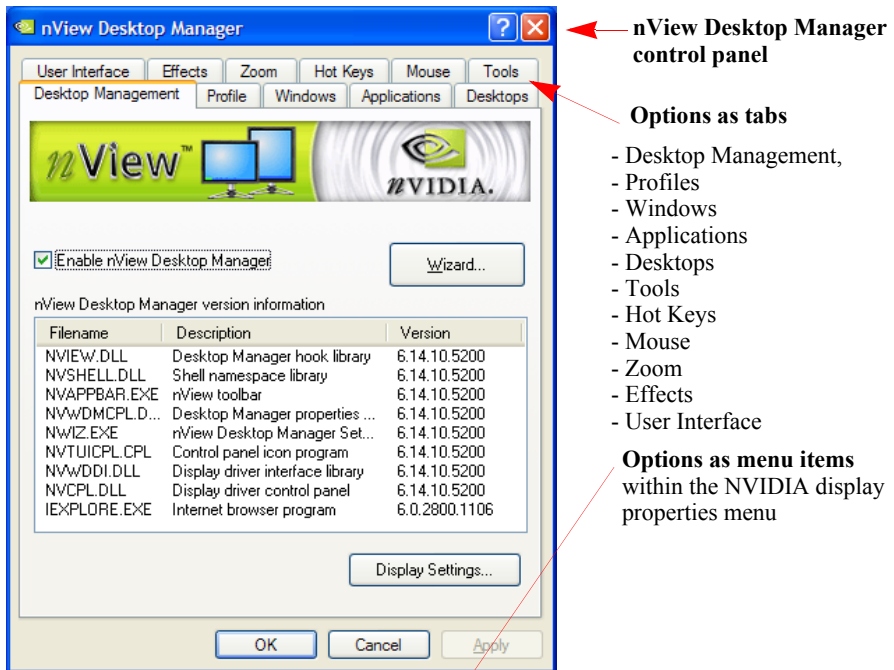 nView Desktop Manager
User Interface Effects Zoom Hot Keys Mouse Tools
Desktop Management Profile Windows Applications Desktops
nView™
nVIDIA.
Enable nView Desktop Manager
Wizard...
nView Desktop Manager version information
Filename Description Version
NVIEW.DLL Desktop Manager hook library 6.14.10.5200
NVSHELL.DLL Shell namespace library 6.14.10.5200
NVAPPBAR.EXE nView toolbar 6.14.10.5200
NVWDMCPL.D... Desktop Manager properties ... 6.14.10.5200
NWIZ.EXE nView Desktop Manager Set... 6.14.10.5200
NVTUICPL.CPL Control panel icon program 6.14.10.5200
NVWDDI.DLL Display driver interface library 6.14.10.5200
NVCPL.DLL Display driver control panel 6.14.10.5200
IEXPLORE.EXE Internet browser program 6.0.2800.1106
Display Settings...
OK Cancel Apply
nView Desktop Manager
control panel
Options as tabs
- Desktop Management,
- Profiles
- Windows
- Applications
- Desktops
- Tools
- Hot Keys
- Mouse
- Zoom
- Effects
- User Interface
Options as menu items
within the NVIDIA display
properties menu